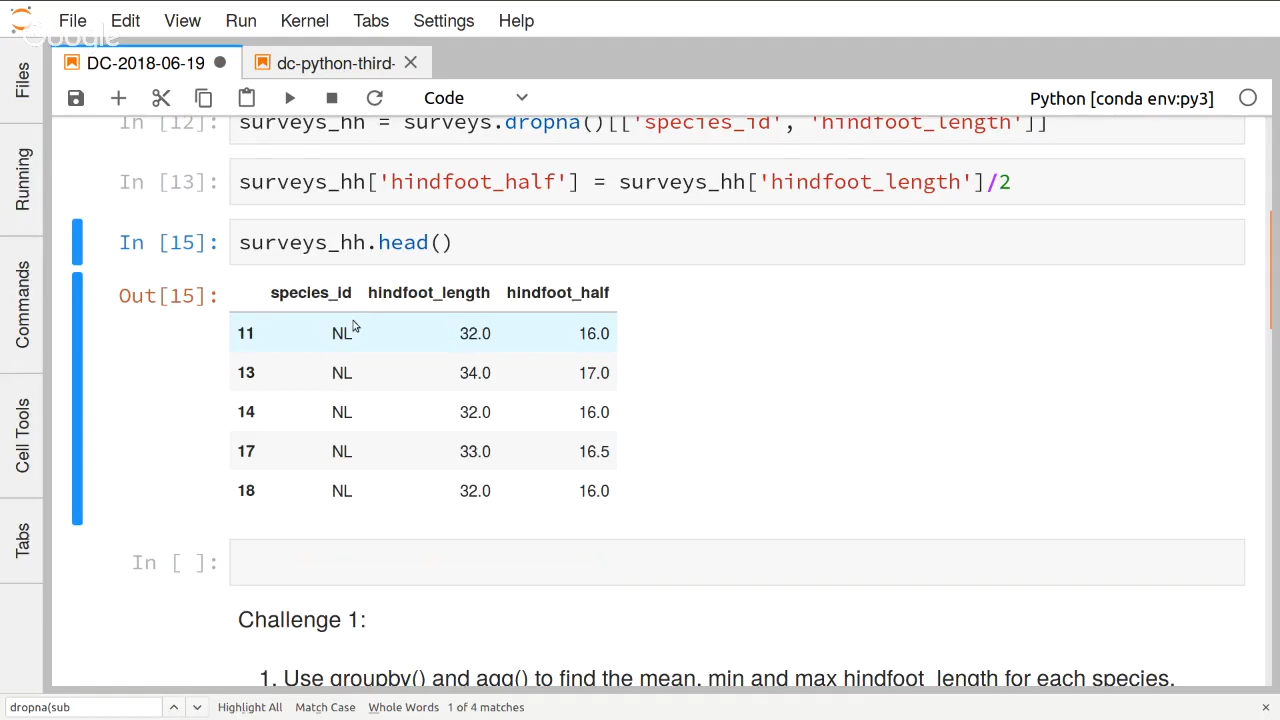 File Edit View Run Kernel Tabs Settings Help
Google
DC-2018-06-19 dc-python-third-
Code Python [conda env:py3]
In [12]: surveys_hh = surveys.dropna()[['species_id', 'hindfoot_length']]
In [13]: surveys_hh['hindfoot_half'] = surveys_hh['hindfoot_length']/2
In [15]: surveys_hh.head()
Out[15]: species_id hindfoot_length hindfoot_half
11 NL 32.0 16.0
13 NL 34.0 17.0
14 NL 32.0 16.0
17 NL 33.0 16.5
18 NL 32.0 16.0
In [ ]:
Challenge 1:
1. Use groupby() and agg() to find the mean, min and max hindfoot_length for each species.
Files
Running
Commands
Cell Tools
Tabs
dropna(sub Highlight All Match Case Whole Words 1 of 4 matches